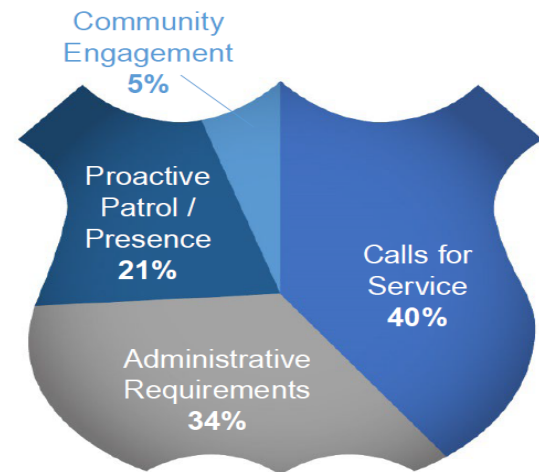 Community
Engagement
5%
Proactive
Patrol /
Presence
21%
Calls for
Service
40%
Administrative
Requirements
34%